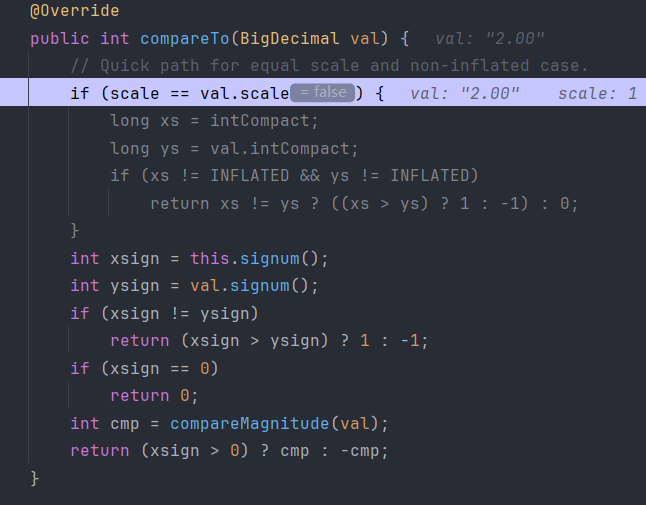 @Override
public int compareTo(BigDecimal val) {   val: "2.00"
    // Quick path for equal scale and non-inflated case.
    if (scale == val.scale = false ) {   val: "2.00"    scale: 1
        long xs = intCompact;
        long ys = val.intCompact;
        if (xs != INFLATED && ys != INFLATED)
            return xs != ys ? ((xs > ys) ? 1 : -1) : 0;
    }
    int xsign = this.signum();
    int ysign = val.signum();
    if (xsign != ysign)
        return (xsign > ysign) ? 1 : -1;
    if (xsign == 0)
        return 0;
    int cmp = compareMagnitude(val);
    return (xsign > 0) ? cmp : -cmp;
}